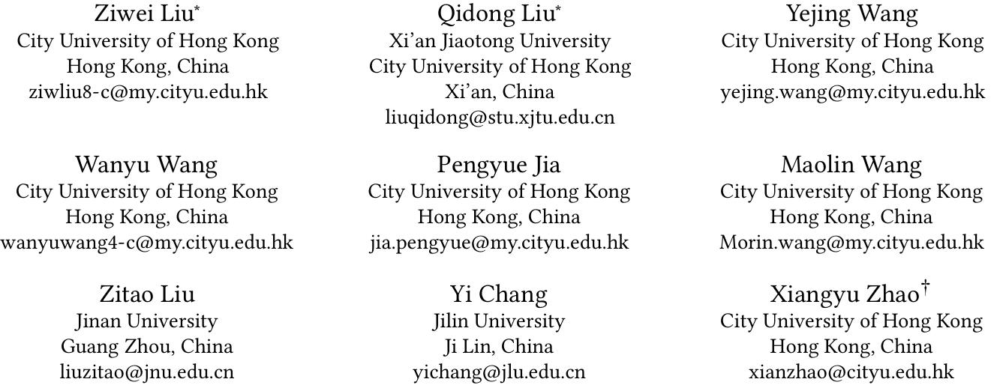 Ziwei Liu*
City University of Hong Kong
Hong Kong, China
ziwliu8-c@my.cityu.edu.hk
Qidong Liu*
Xi'an Jiaotong University
City University of Hong Kong
Xi'an, China
liuqidong@stu.xjtu.edu.cn
Yejing Wang
City University of Hong Kong
Hong Kong, China
yejing.wang@my.cityu.edu.hk
Wanyu Wang
City University of Hong Kong
Hong Kong, China
wanyuwang4-c@my.cityu.edu.hk
Pengyue Jia
City University of Hong Kong
Hong Kong, China
jia.pengyue@my.cityu.edu.hk
Maolin Wang
City University of Hong Kong
Hong Kong, China
Morin.wang@my.cityu.edu.hk
Zitao Liu
Jinan University
Guang Zhou, China
liuzitao@jnu.edu.cn
Yi Chang
Jilin University
Ji Lin, China
yichang@jlu.edu.cn
Xiangyu Zhao†
City University of Hong Kong
Hong Kong, China
xianzhao@cityu.edu.hk